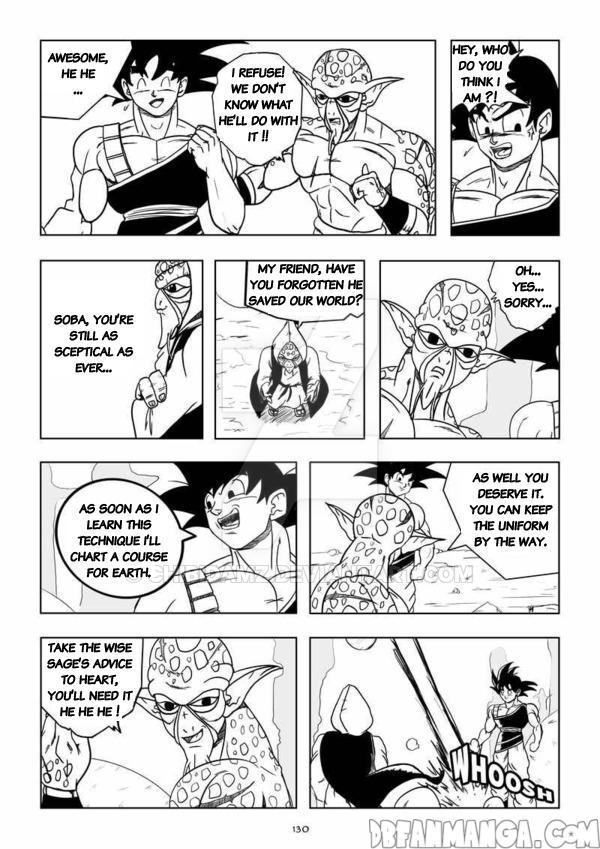 AWESOME,
HE HE
...
I REFUSE!
WE DON'T
KNOW WHAT
HE'LL DO WITH
IT !!
HEY, WHO
DO YOU
THINK I
AM ?!
SOBA, YOU'RE
STILL AS
SCEPTICAL AS
EVER...
MY FRIEND, HAVE
YOU FORGOTTEN HE
SAVED OUR WORLD?
OH...
YES...
SORRY...
AS SOON AS I
LEARN THIS
TECHNIQUE I'LL
CHART A COURSE
FOR EARTH.
AS WELL YOU
DESERVE IT.
YOU CAN KEEP
THE UNIFORM
BY THE WAY.
TAKE THE WISE
SAGE'S ADVICE
TO HEART,
YOU'LL NEED IT
HE HE HE !
WHOOSH
130
DBFANMANGA.COM